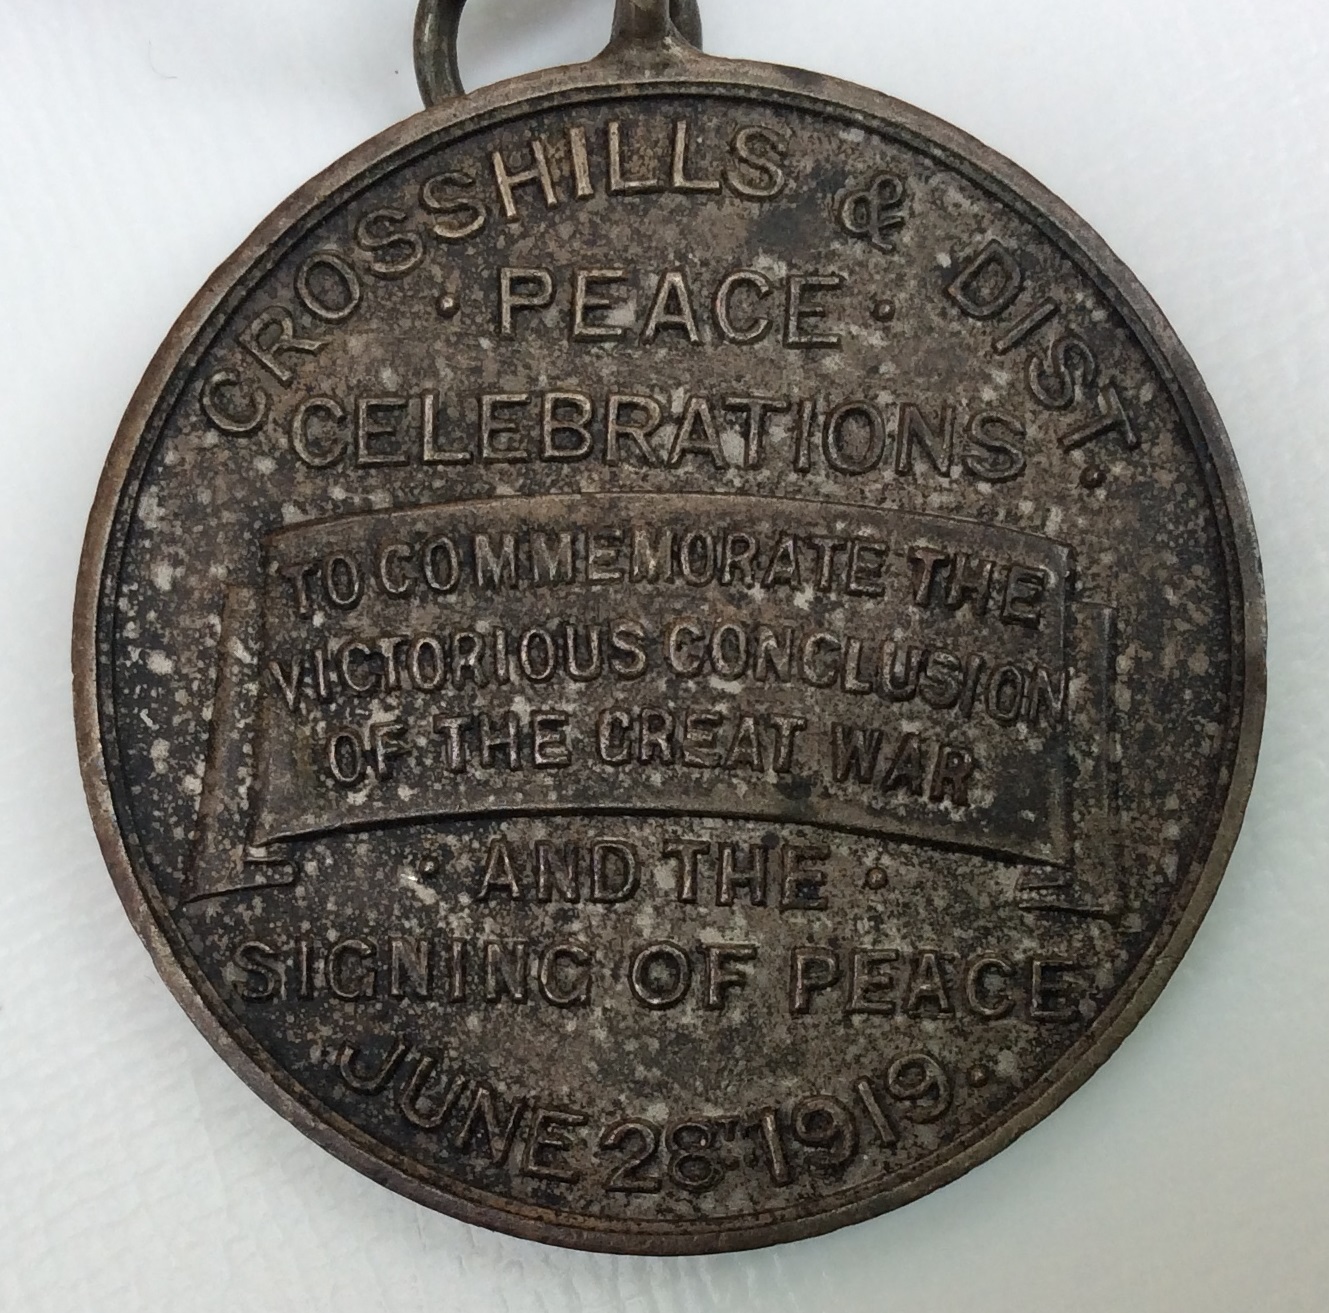 CROSSHILLS & DIST.
· PEACE ·
CELEBRATIONS
TO COMMEMORATE THE
VICTORIOUS CONCLUSION
OF THE GREAT WAR
· AND THE ·
SIGNING OF PEACE
JUNE 28TH 1919 ·